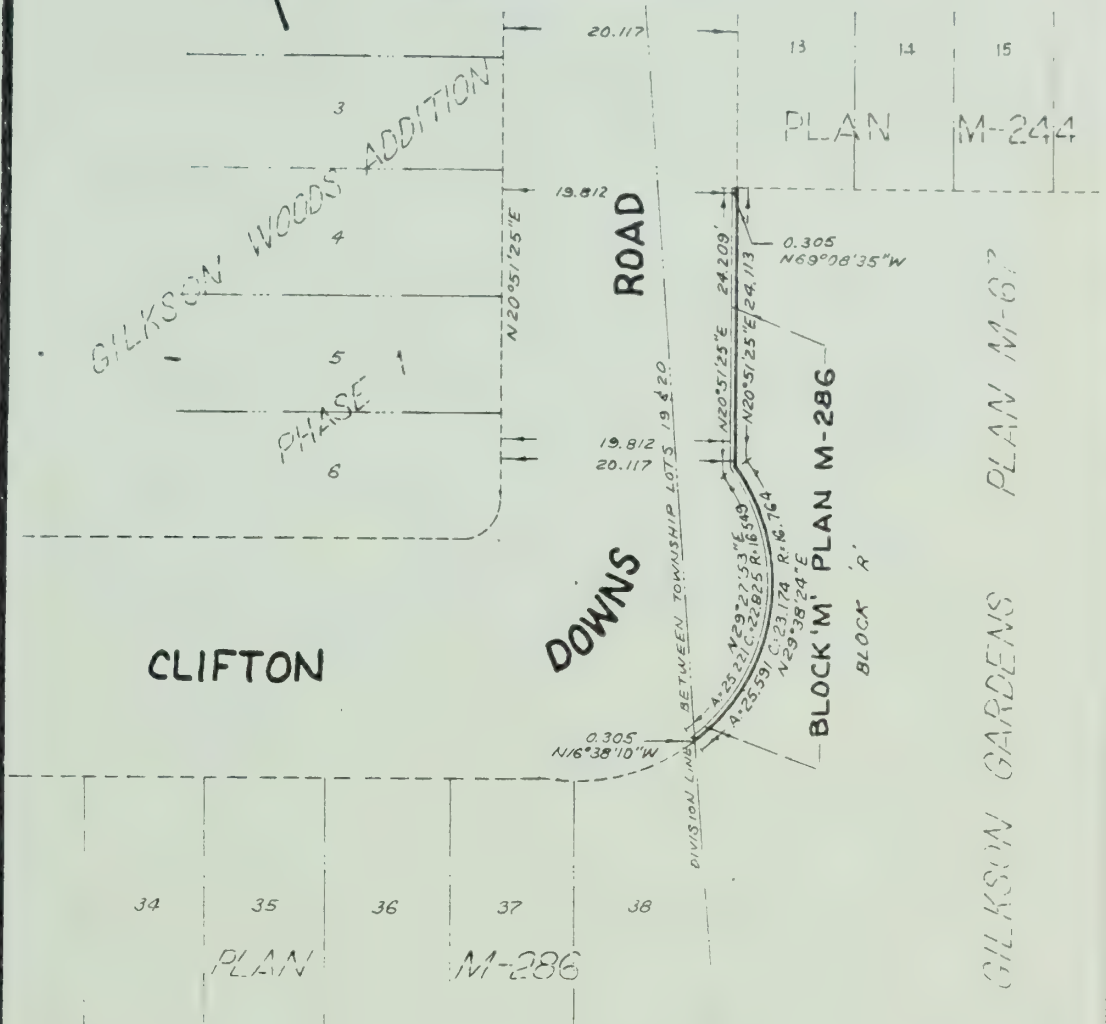 20.117
13
14
15
3
GILKSON WOODS ADDITION
PLAN M-244
19.812
ROAD
4
N20°51'25"E
0.305
N69°08'35"W
24.209'
N20°51'25"E
N20°51'25"E 24.113
5
PHASE 1
6
19.812
20.117
DIVISION LINE BETWEEN TOWNSHIP LOTS 19 & 20
N29°27'53"E
A=25.221 C=22.825 R=16.549
A=25.591 C=23.174 R=16.764
N29°38'24"E
BLOCK 'M' PLAN M-286
BLOCK 'R'
GILKSON GARDENS PLAN
CLIFTON
DOWNS
0.305
N16°38'10"W
34
35
36
37
38
PLAN M-286